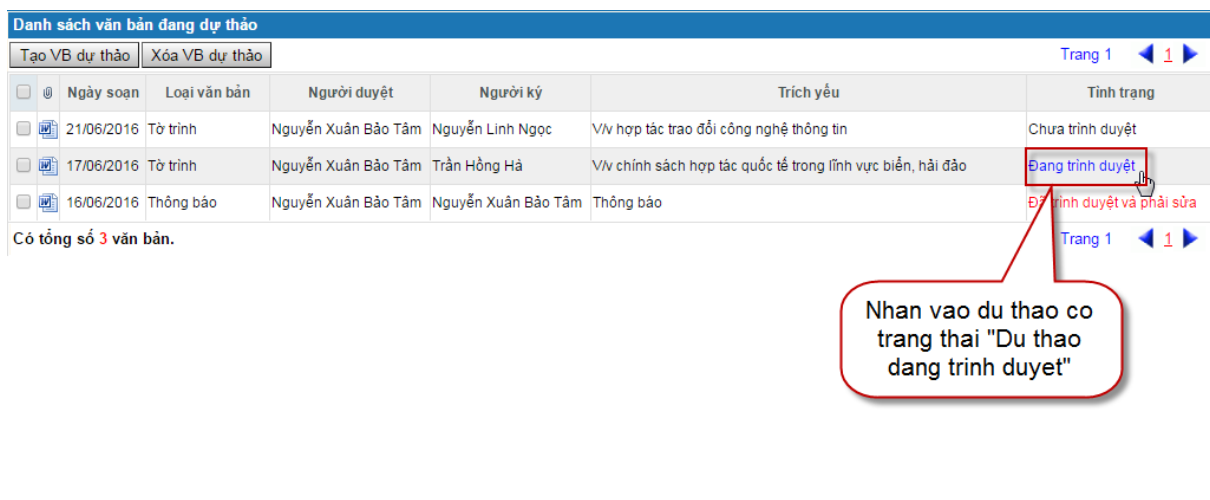 Danh sách văn bản đang dự thảo
Tạo VB dự thảo Xóa VB dự thảo Trang 1 1
Ngày soạn Loại văn bản Người duyệt Người ký Trích yếu Tình trạng
21/06/2016 Tờ trình Nguyễn Xuân Bảo Tâm Nguyễn Linh Ngọc V/v hợp tác trao đổi công nghệ thông tin Chưa trình duyệt
17/06/2016 Tờ trình Nguyễn Xuân Bảo Tâm Trần Hồng Hà V/v chính sách hợp tác quốc tế trong lĩnh vực biển, hải đảo Đang trình duyệt
16/06/2016 Thông báo Nguyễn Xuân Bảo Tâm Nguyễn Xuân Bảo Tâm Thông báo Đã trình duyệt và phải sửa
Có tổng số 3 văn bản. Trang 1 1
Nhan vao du thao co
trang thai "Du thao
dang trinh duyet"